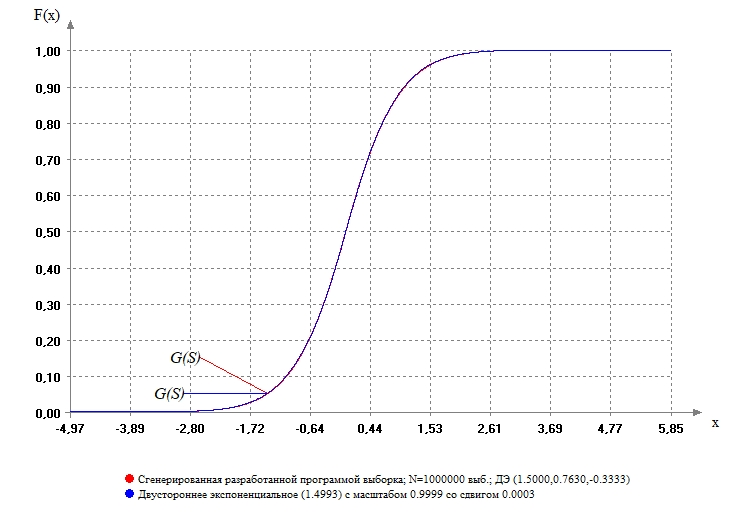 F(x)
1,00
0,90
0,80
0,70
0,60
0,50
0,40
0,30
0,20
G(S)
0,10
G(S)
0,00
-4,97 -3,89 -2,80 -1,72 -0,64 0,44 1,53 2,61 3,69 4,77 5,85 x
Сгенерированная разработанной программой выборка; N=1000000 выб.; ДЭ (1.5000,0.7630,-0.3333)
Двустороннее экспоненциальное (1.4993) с масштабом 0.9999 со сдвигом 0.0003